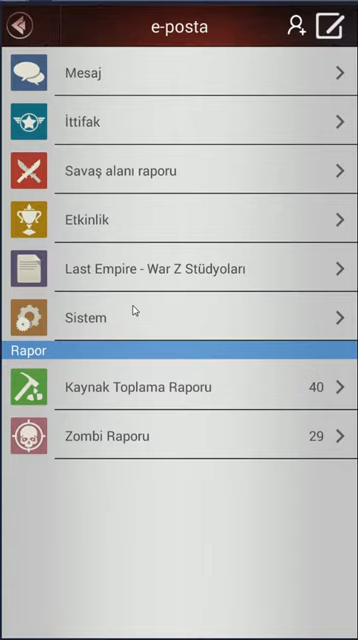 e-posta
Mesaj
İttifak
Savaş alanı raporu
Etkinlik
Last Empire - War Z Stüdyoları
Sistem
Rapor
Kaynak Toplama Raporu 40
Zombi Raporu 29